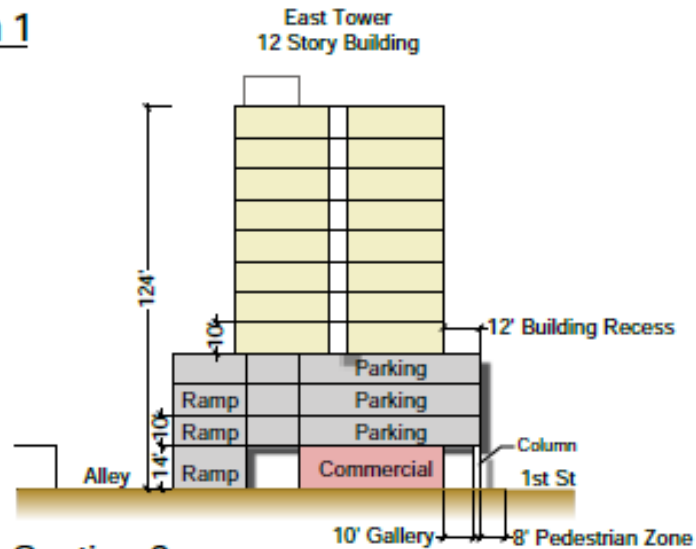 1
East Tower
12 Story Building
124'
10'
12' Building Recess
Parking
Ramp
Parking
10'
Ramp
Parking
Column
14'
Alley
Ramp
Commercial
1st St
10' Gallery
8' Pedestrian Zone